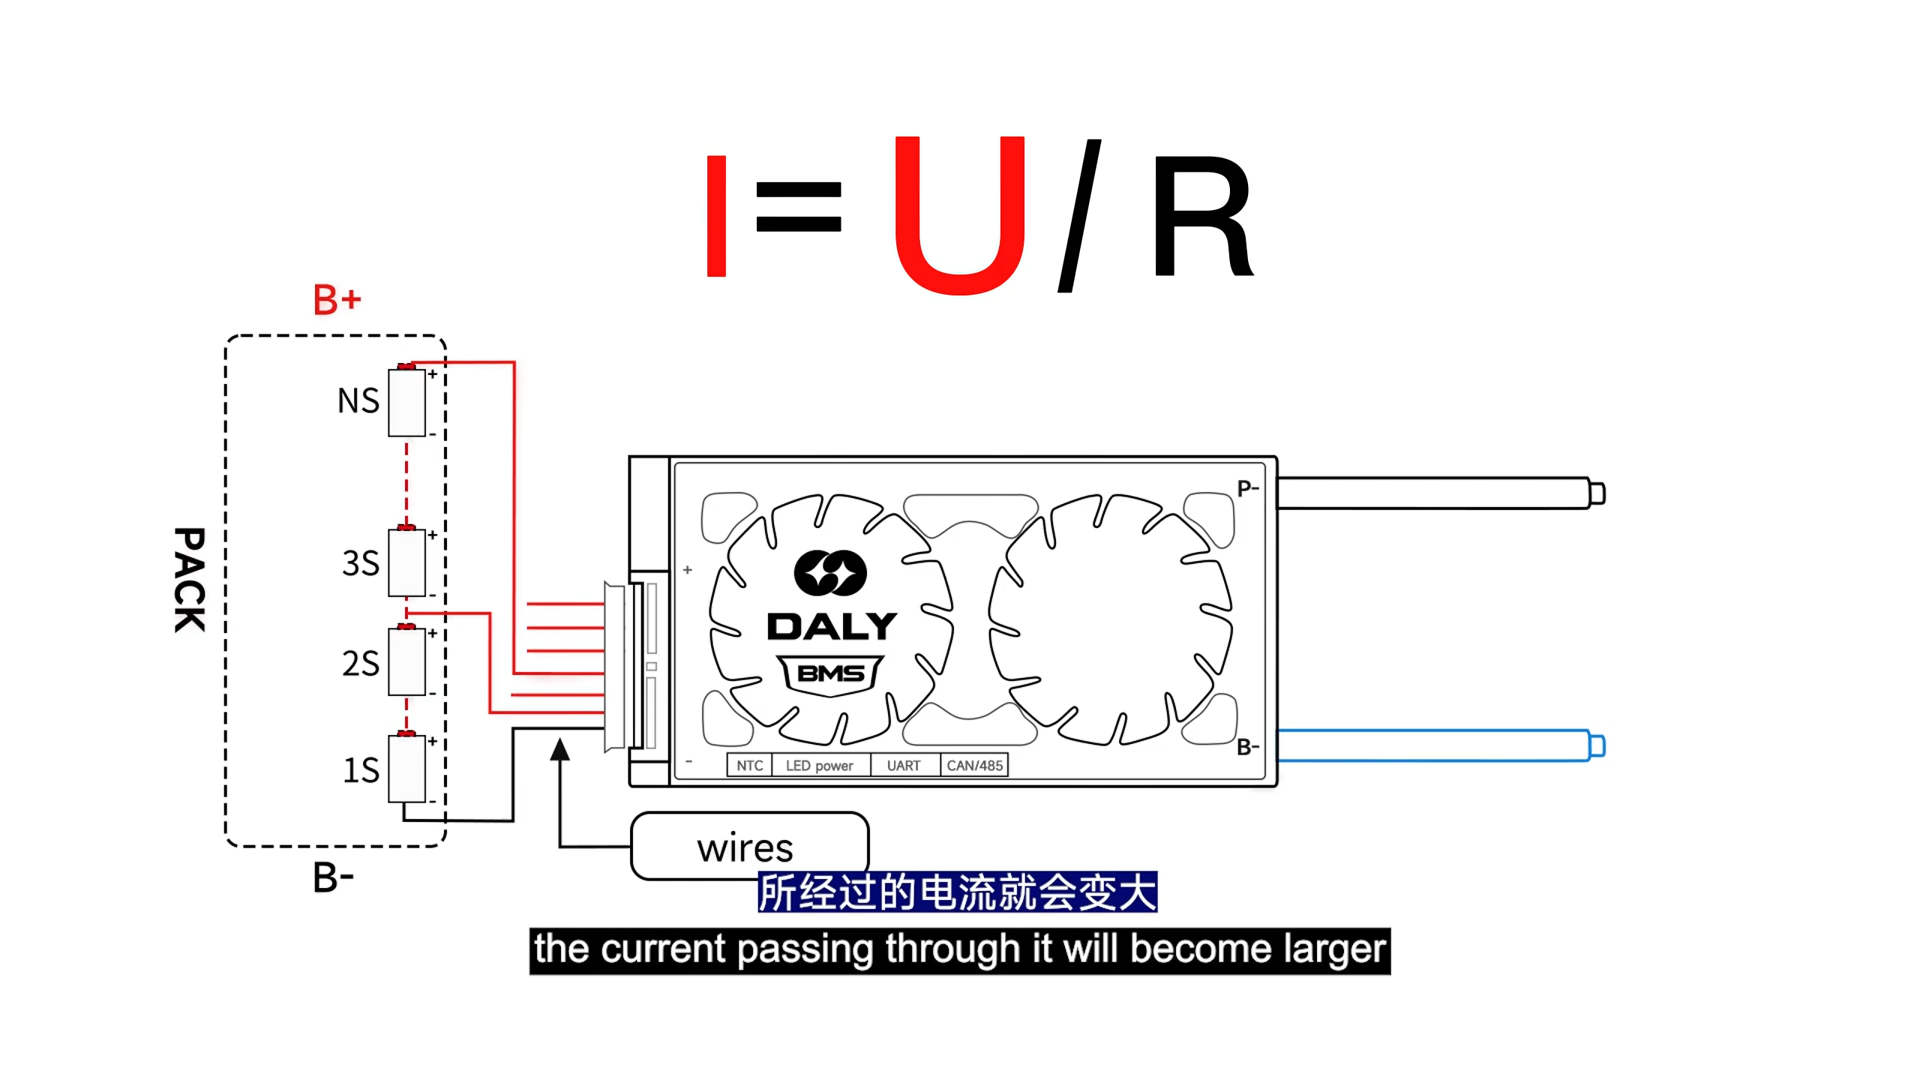 I = U / R
B+
NS
+
-
3S
+
-
2S
+
-
1S
+
-
PACK
B-
+
-
DALY
BMS
P-
B-
NTC
LED power
UART
CAN/485
wires
所经过的电流就会变大
the current passing through it will become larger